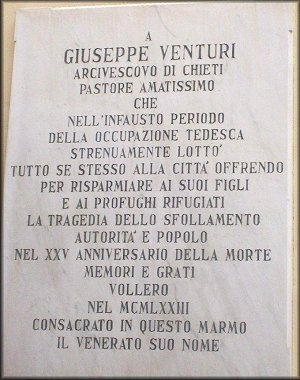 A
GIUSEPPE VENTURI
ARCIVESCOVO DI CHIETI
PASTORE AMATISSIMO
CHE
NELL'INFAUSTO PERIODO
DELLA OCCUPAZIONE TEDESCA
STRENUAMENTE LOTTO'
TUTTO SE STESSO ALLA CITTA' OFFRENDO
PER RISPARMIARE AI SUOI FIGLI
E AI PROFUGHI RIFUGIATI
LA TRAGEDIA DELLO SFOLLAMENTO
AUTORITA' E POPOLO
NEL XXV ANNIVERSARIO DELLA MORTE
MEMORI E GRATI
VOLLERO
NEL MCMLXXIII
CONSACRATO IN QUESTO MARMO
IL VENERATO SUO NOME